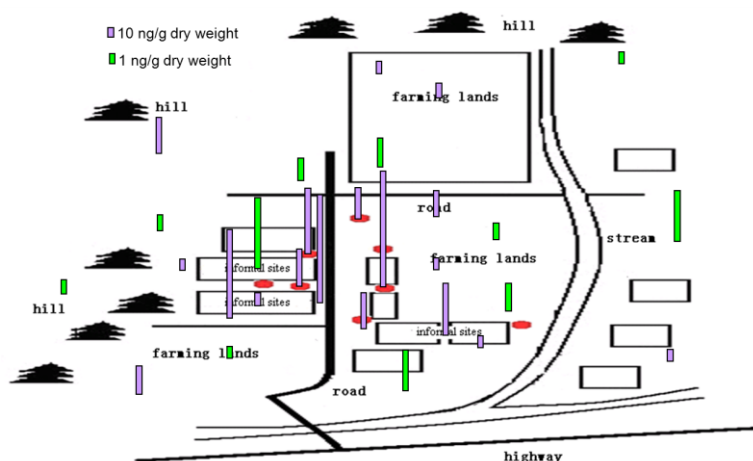 10 ng/g dry weight
1 ng/g dry weight
hill
hill
farming lands
road
stream
farming lands
informal sites
informal sites
hill
informal sites
farming lands
road
highway